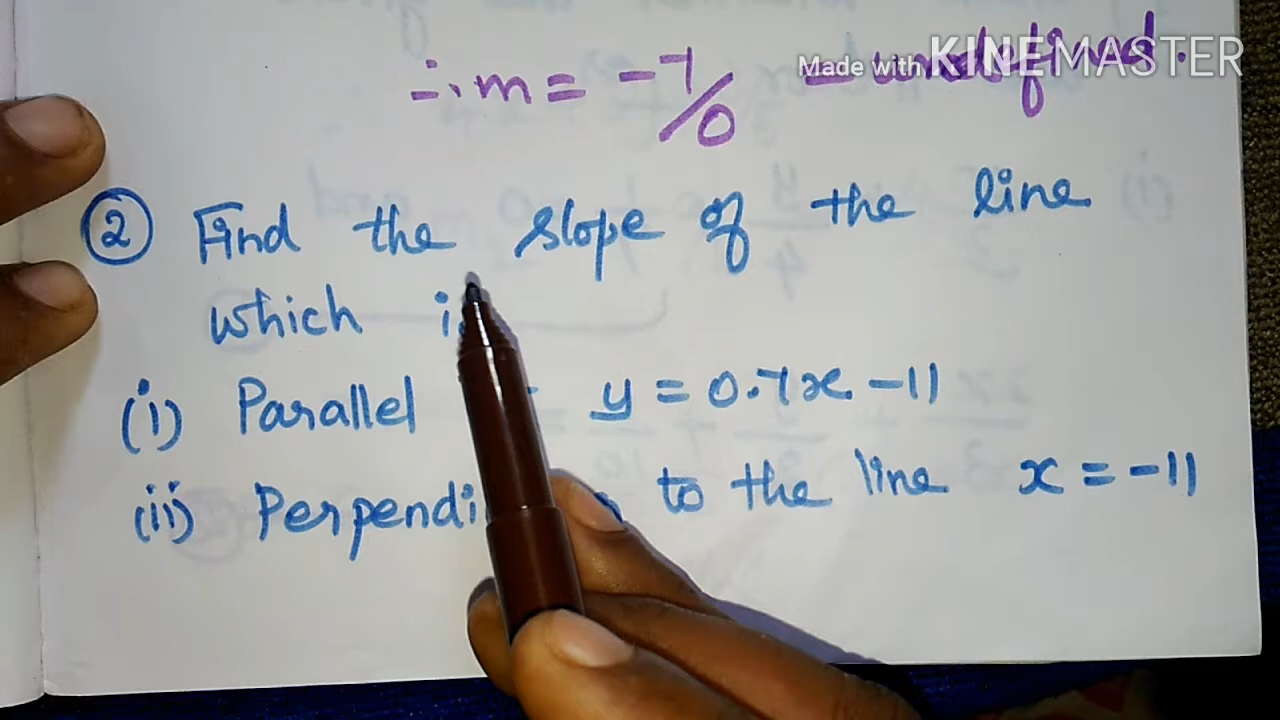 ∴ m = -7/0 = undefined.
Made with KINEMASTER
② Find the slope of the line
which
(i) Parallel y = 0.7x -11
(ii) to the line x = -11